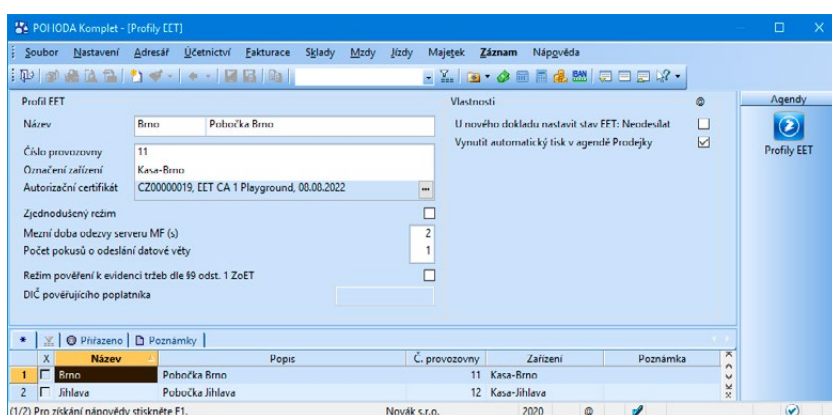 POHODA Komplet - [Profily EET]
Soubor Nastavení Adresář Účetnictví Fakturace Sklady Mzdy Jízdy Majetek Záznam Nápověda
BAN
Profil EET
Vlastnosti
Agendy
Název Brno Pobočka Brno
U nového dokladu nastavit stav EET: Neodesílat
Číslo provozovny 11
Vynutit automatický tisk v agendě Prodejky
Profily EET
Označení zařízení Kasa-Brno
Autorizační certifikát CZ00000019, EET CA 1 Playground, 08.08.2022 ...
Zjednodušený režim
Mezní doba odezvy serveru MF (s) 2
Počet pokusů o odeslání datové věty 1
Režim pověření k evidenci tržeb dle §9 odst. 1 ZoET
DIČ pověřujícího poplatníka
* Přiřazeno Poznámky
X Název Popis Č. provozovny Zařízení Poznámka
1 Brno Pobočka Brno 11 Kasa-Brno
2 Jihlava Pobočka Jihlava 12 Kasa-Jihlava
(1/2) Pro získání nápovědy stiskněte F1. Novák s.r.o. 2020 @